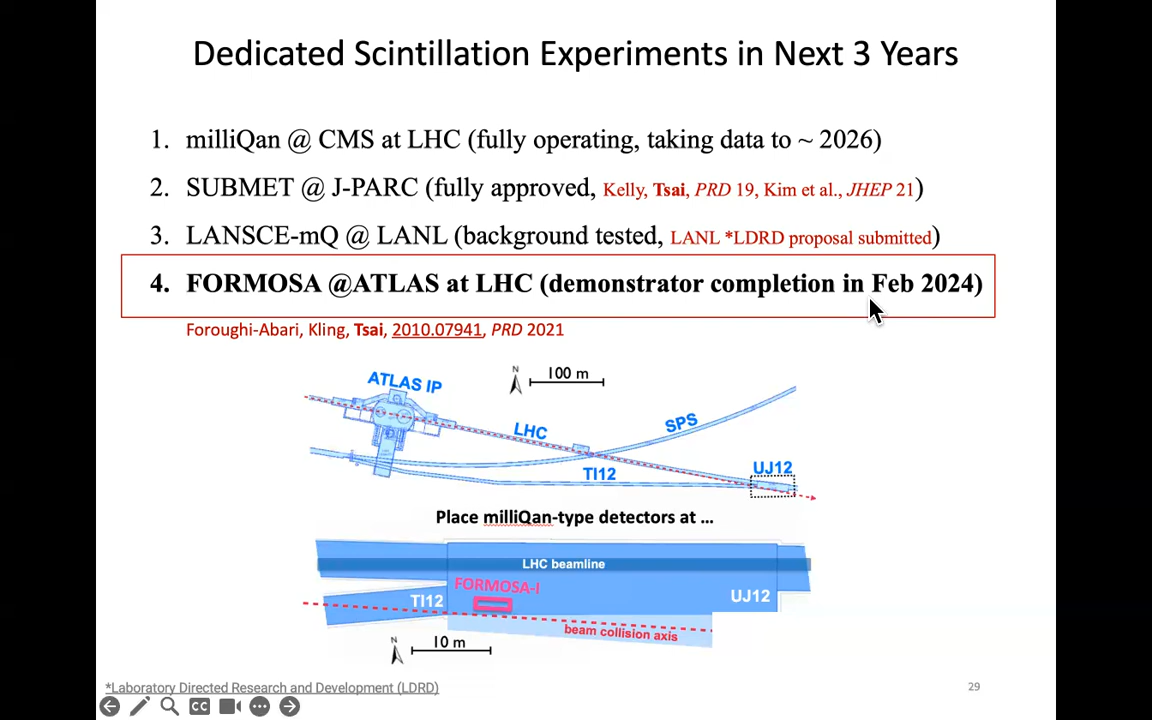 Dedicated Scintillation Experiments in Next 3 Years
1. milliQan @ CMS at LHC (fully operating, taking data to ~ 2026)
2. SUBMET @ J-PARC (fully approved, Kelly, Tsai, PRD 19, Kim et al., JHEP 21)
3. LANSCE-mQ @ LANL (background tested, LANL *LDRD proposal submitted)
4. FORMOSA @ATLAS at LHC (demonstrator completion in Feb 2024)
Foroughi-Abari, Kling, Tsai, 2010.07941, PRD 2021
N
100 m
ATLAS IP
LHC
SPS
TI12
UJ12
Place milliQan-type detectors at ...
LHC beamline
FORMOSA-I
TI12
UJ12
beam collision axis
N
10 m
*Laboratory Directed Research and Development (LDRD)
29
CC